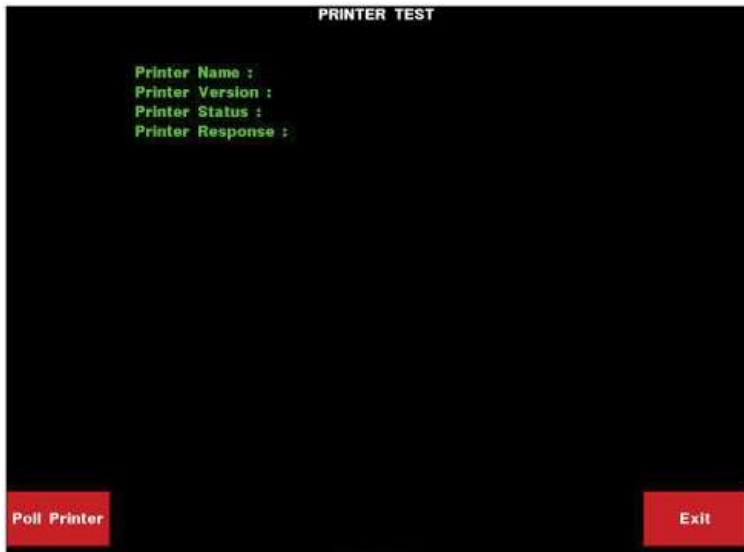 PRINTER TEST
Printer Name :
Printer Version :
Printer Status :
Printer Response :
Poll Printer
Exit